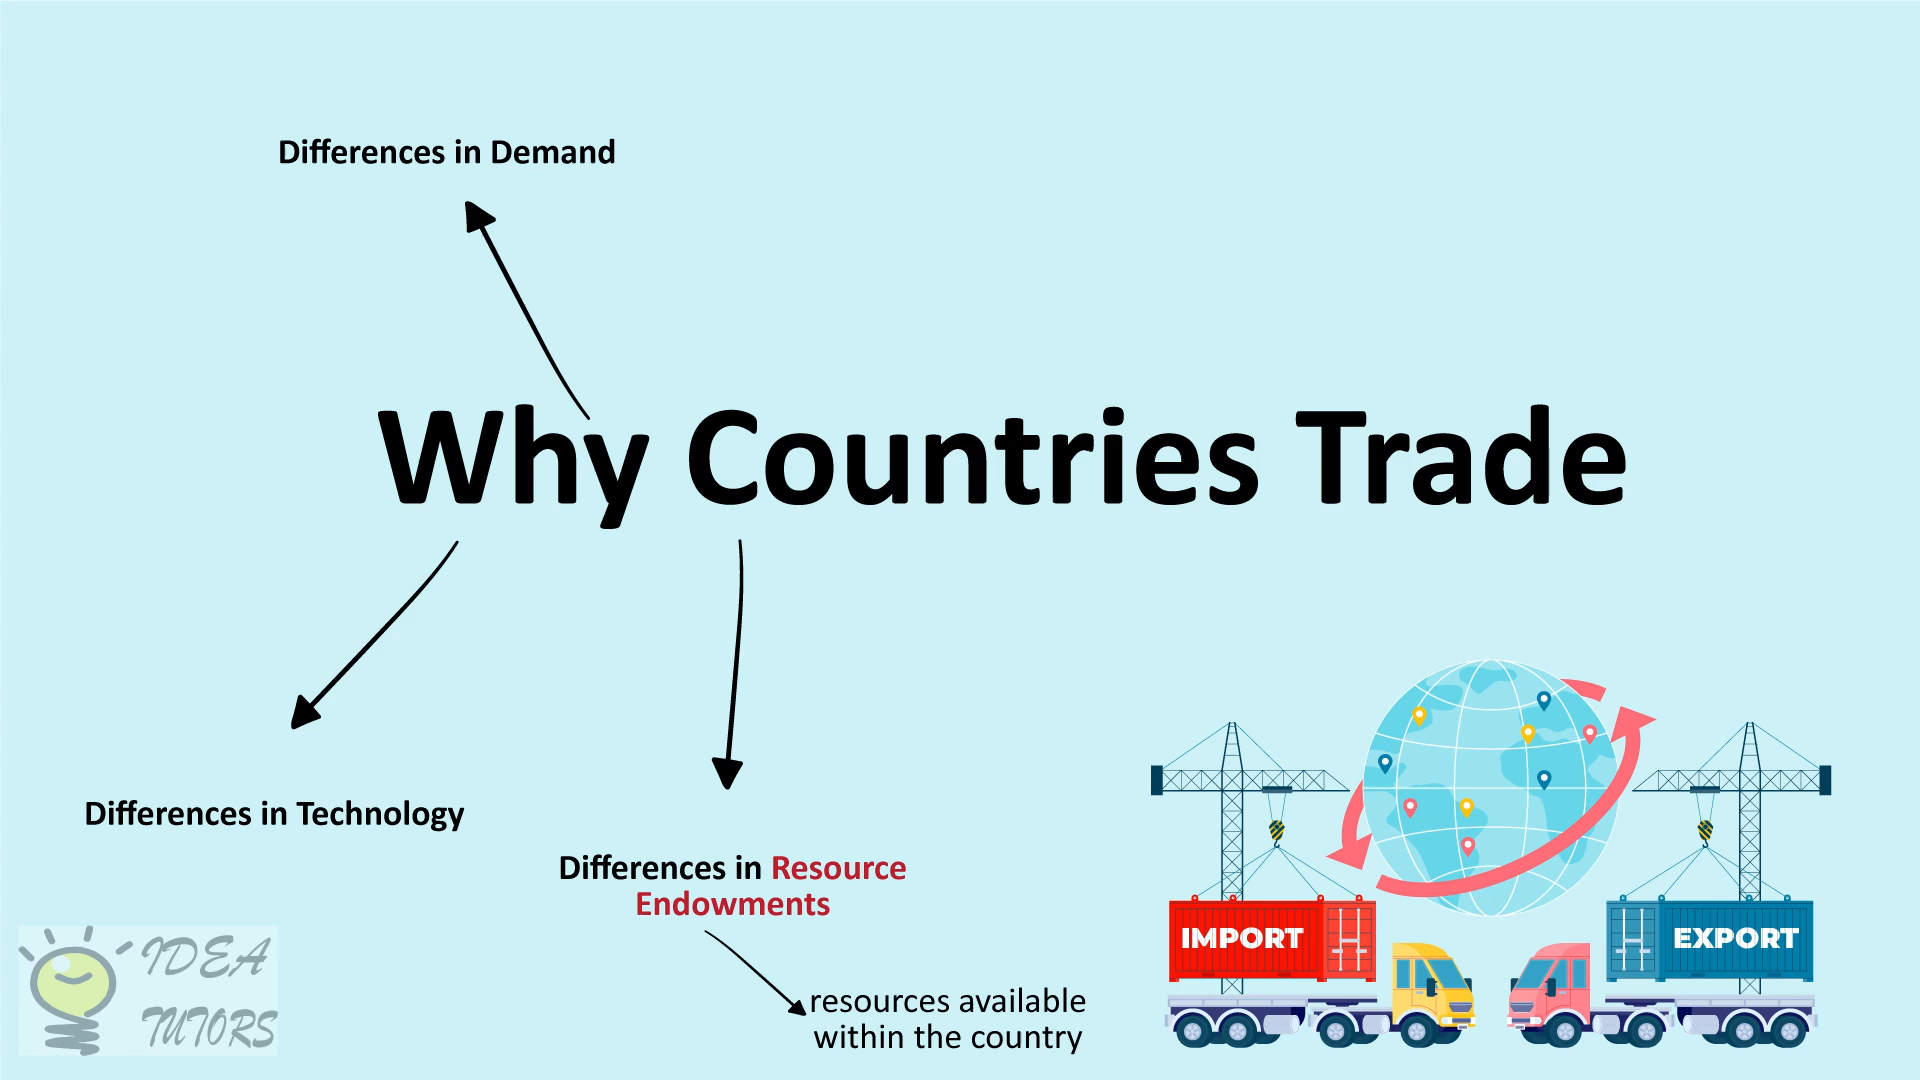 Differences in Demand
Why Countries Trade
Differences in Technology
Differences in Resource
Endowments
resources available
within the country
IMPORT
EXPORT
IDEA
TUTORS